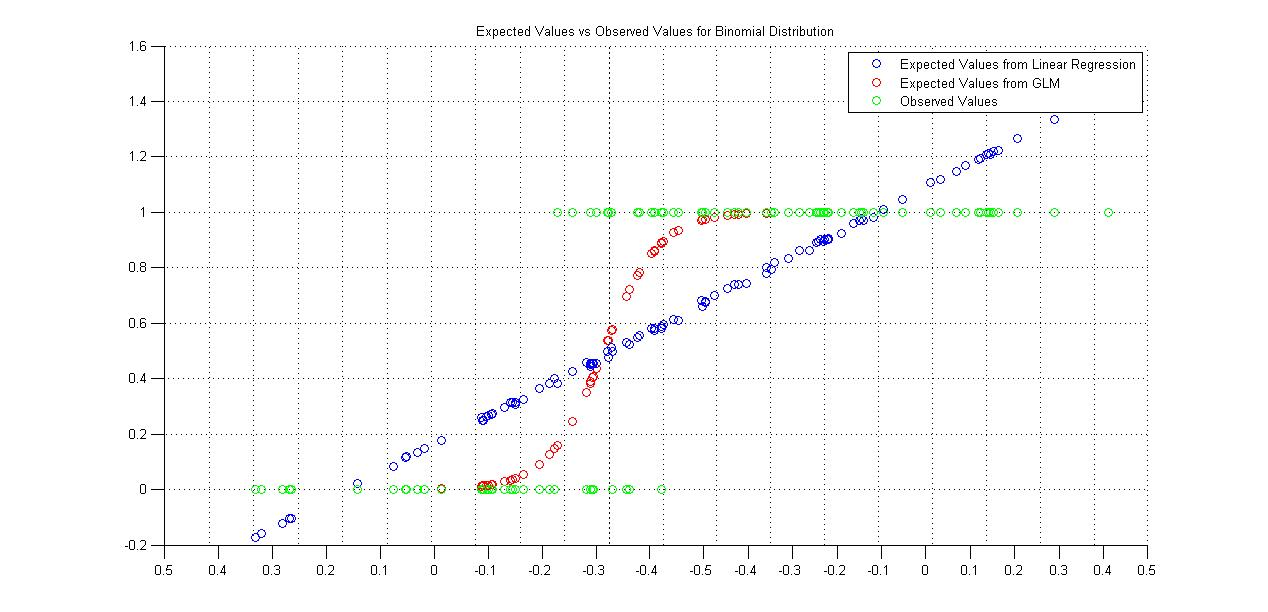 Expected Values vs Observed Values for Binomial Distribution
1.6
Expected Values from Linear Regression
Expected Values from GLM
Observed Values
1.4
1.2
1
0.8
0.6
0.4
0.2
0
-0.2
0.5 0.4 0.3 0.1 0 -0.1 -0.2 -0.3 -0.4 -0.5 -0.4 -0.3 -0.2 -0.1 0 0.1 0.2 0.3 0.4 0.5